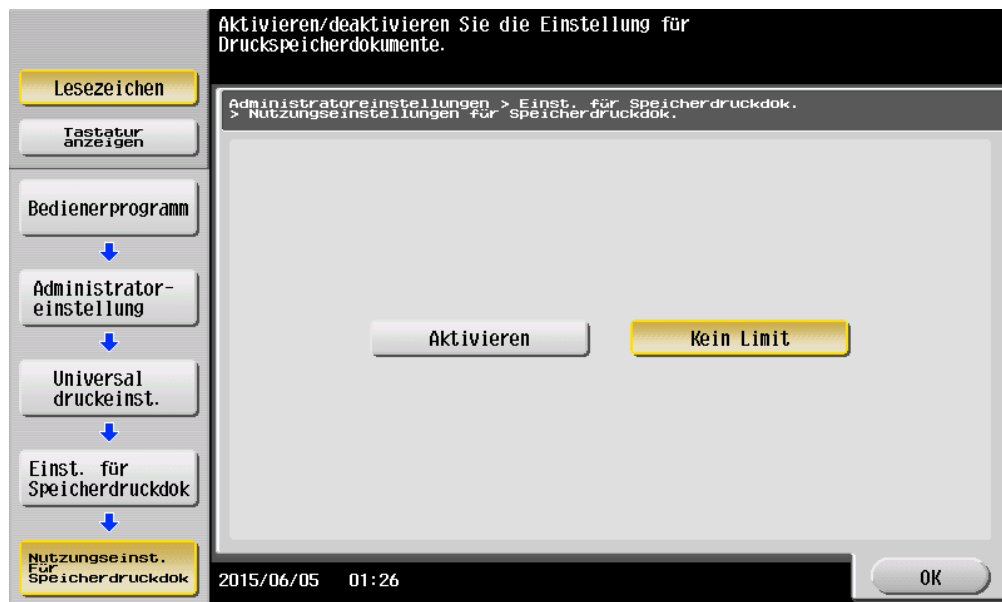 Aktivieren/deaktivieren Sie die Einstellung für
Druckspeicherdokumente.
Lesezeichen
Tastatur
anzeigen
Administratoreinstellungen > Einst. für Speicherdruckdok.
> Nutzungseinstellungen für Speicherdruckdok.
Bedienerprogramm
Administrator-
einstellung
Universal
druckeinst.
Einst. für
Speicherdruckdok
Nutzungseinst.
Für
Speicherdruckdok
Aktivieren
Kein Limit
2015/06/05 01:26
OK